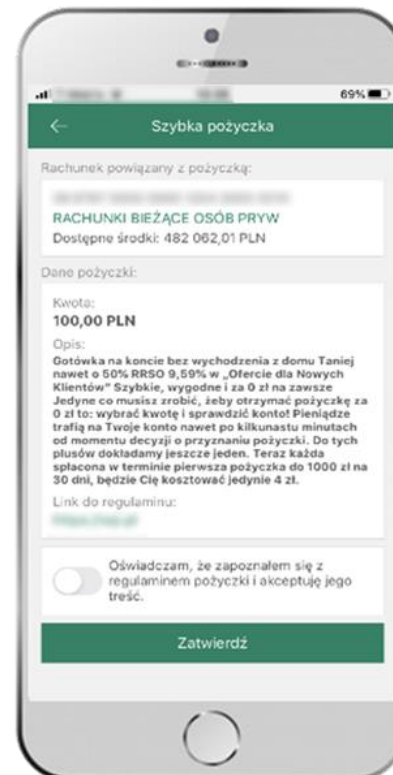 69%
Szybka pożyczka
Rachunek powiązany z pożyczką:
RACHUNKI BIEŻĄCE OSÓB PRYW
Dostępne środki: 482 062,01 PLN
Dane pożyczki:
Kwota:
100,00 PLN
Opis:
Gotówka na koncie bez wychodzenia z domu Taniej
nawet o 50% RRSO 9,59% w „Ofercie dla Nowych
Klientów” Szybkie, wygodne i za 0 zł na zawsze
Jedyne co musisz zrobić, żeby otrzymać pożyczkę za
0 zł to: wybrać kwotę i sprawdzić konto! Pieniądze
trafią na Twoje konto nawet po kilkunastu minutach
od momentu decyzji o przyznaniu pożyczki. Do tych
plusów dokładamy jeszcze jeden. Teraz każda
spłacona w terminie pierwsza pożyczka do 1000 zł na
30 dni, będzie Cię kosztować jedynie 4 zł.
Link do regulaminu:
Oświadczam, że zapoznałem się z
regulaminem pożyczki i akceptuję jego
treść.
Zatwierdź